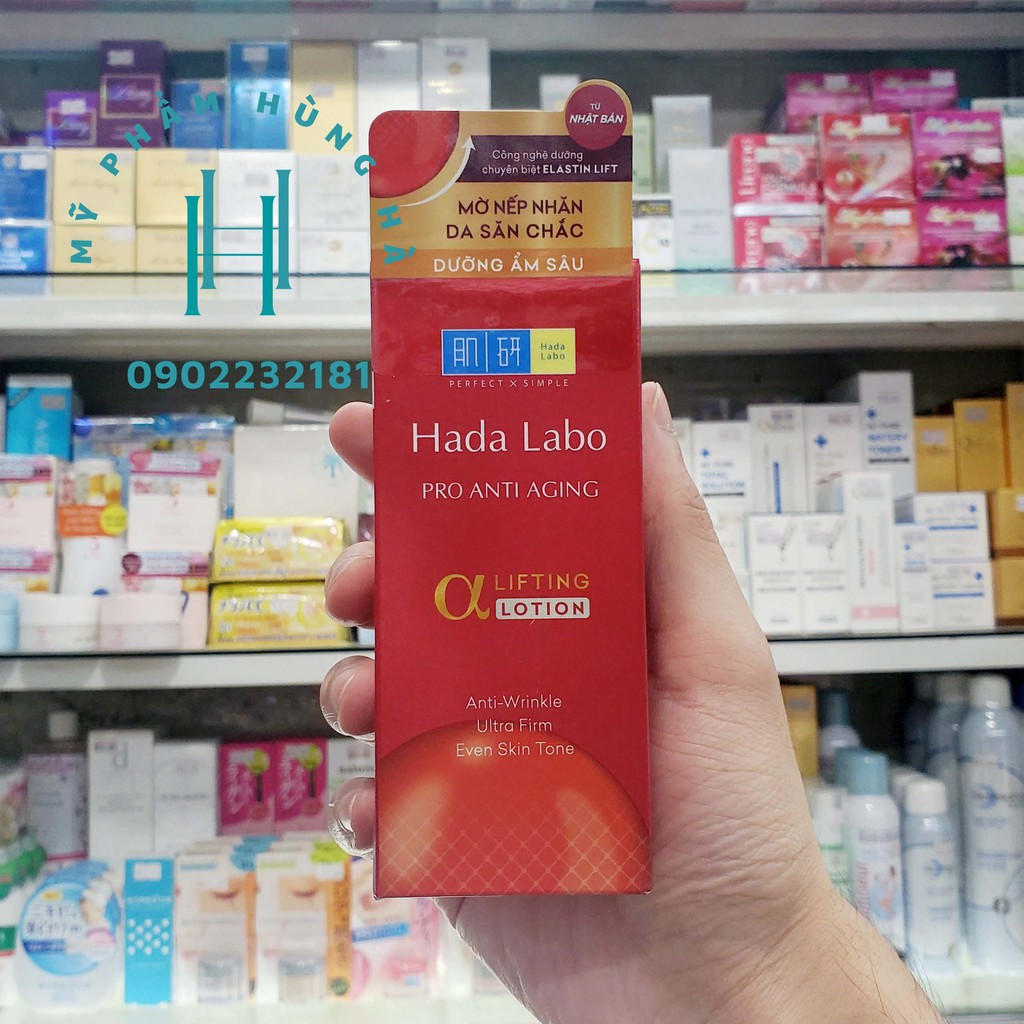 MỸ PHẨM HÙNG HÀ
0902232181
TỪ
NHẬT BẢN
Công nghệ dưỡng
chuyên biệt ELASTIN LIFT
MỜ NẾP NHĂN
DA SĂN CHẮC
DƯỠNG ẨM SÂU
肌研
Hada
Labo
PERFECT X SIMPLE
Hada Labo
PRO ANTI AGING
α LIFTING
LOTION
Anti-Wrinkle
Ultra Firm
Even Skin Tone